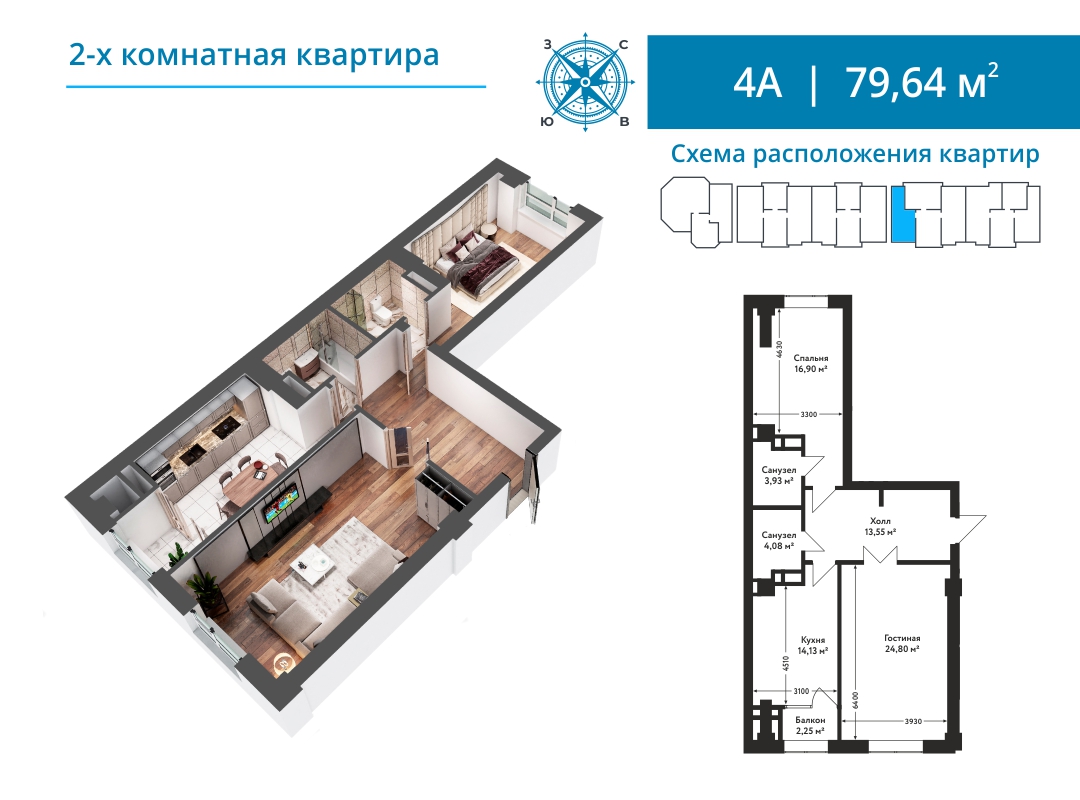 2-х комнатная квартира
З
С
Ю
В
4А | 79,64 м²
Схема расположения квартир
4630
Спальня
16,90 м²
3300
Санузел
3,93 м²
Холл
13,55 м²
Санузел
4,08 м²
Кухня
14,13 м²
Гостиная
24,80 м²
4510
3100
6400
3930
Балкон
2,25 м²